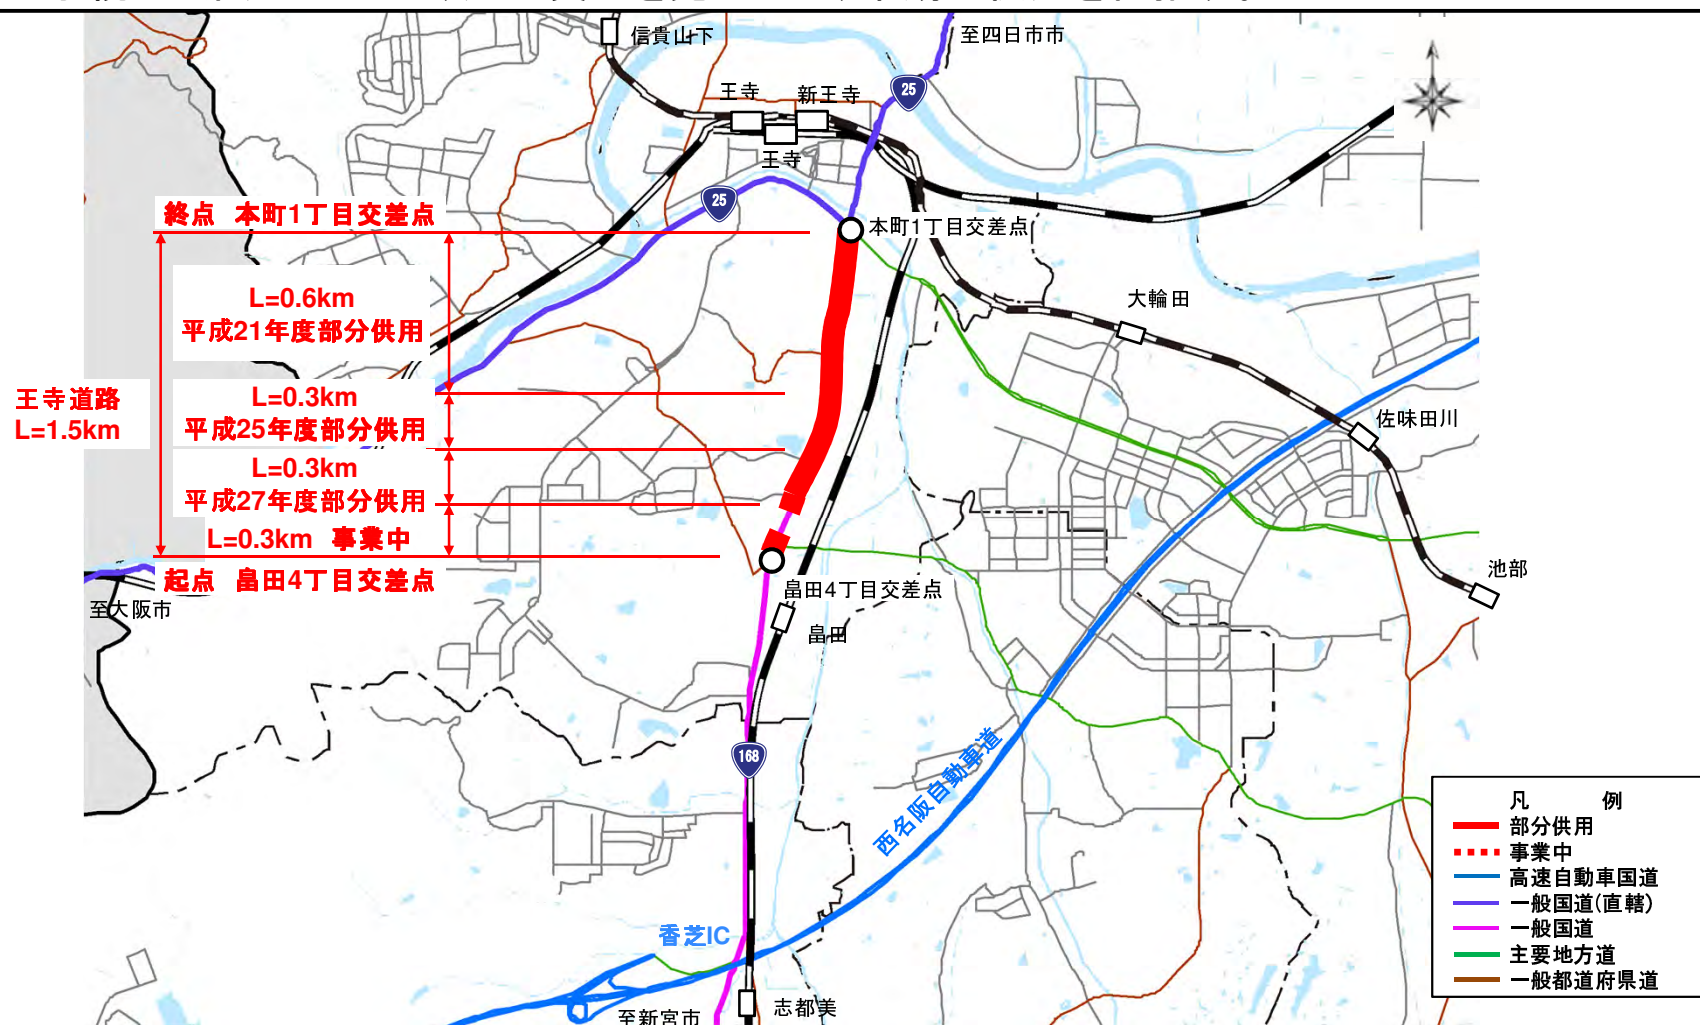 信貴山下
至四日市市
25
王寺
新王寺
王寺
25
終点 本町1丁目交差点
本町1丁目交差点
L=0.6km
平成21年度部分供用
大輪田
王寺道路
L=1.5km
L=0.3km
平成25年度部分供用
佐味田川
L=0.3km
平成27年度部分供用
L=0.3km 事業中
起点 畠田4丁目交差点
至大阪市
畠田4丁目交差点
池部
畠田
168
西名阪自動車道
香芝IC
志都美
至新宮市
凡 例
部分供用
事業中
高速自動車国道
一般国道(直轄)
一般国道
主要地方道
一般都道府県道